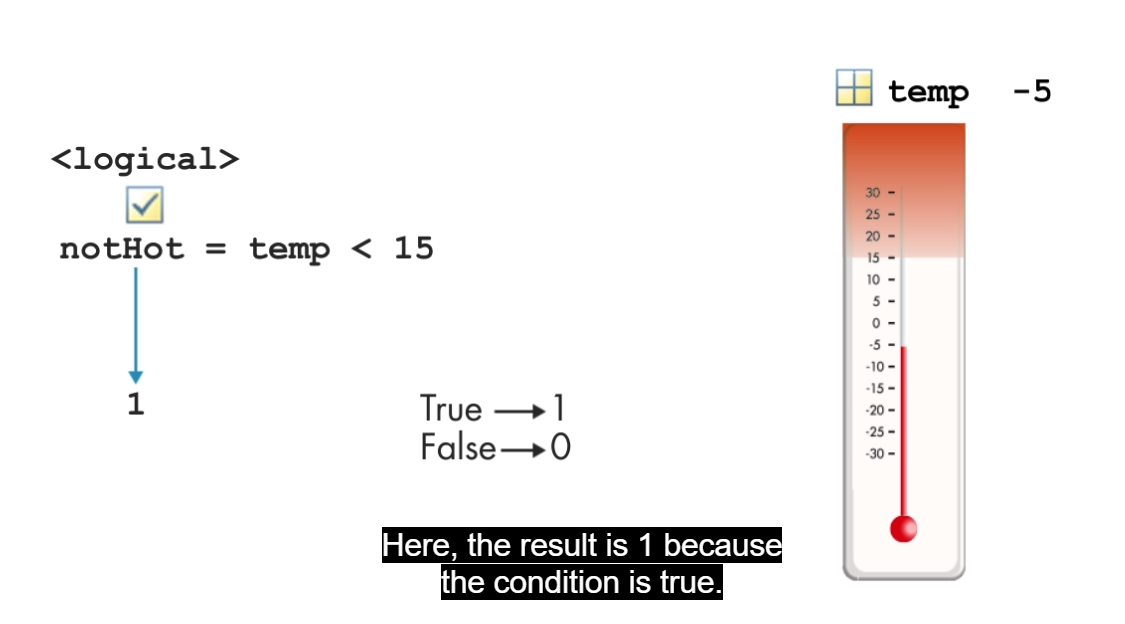 temp -5
<logical>
notHot = temp < 15
1
True → 1
False → 0
30 -
25 -
20 -
15 -
10 -
5 -
0 -
-5 -
-10 -
-15 -
-20 -
-25 -
-30 -
Here, the result is 1 because
the condition is true.